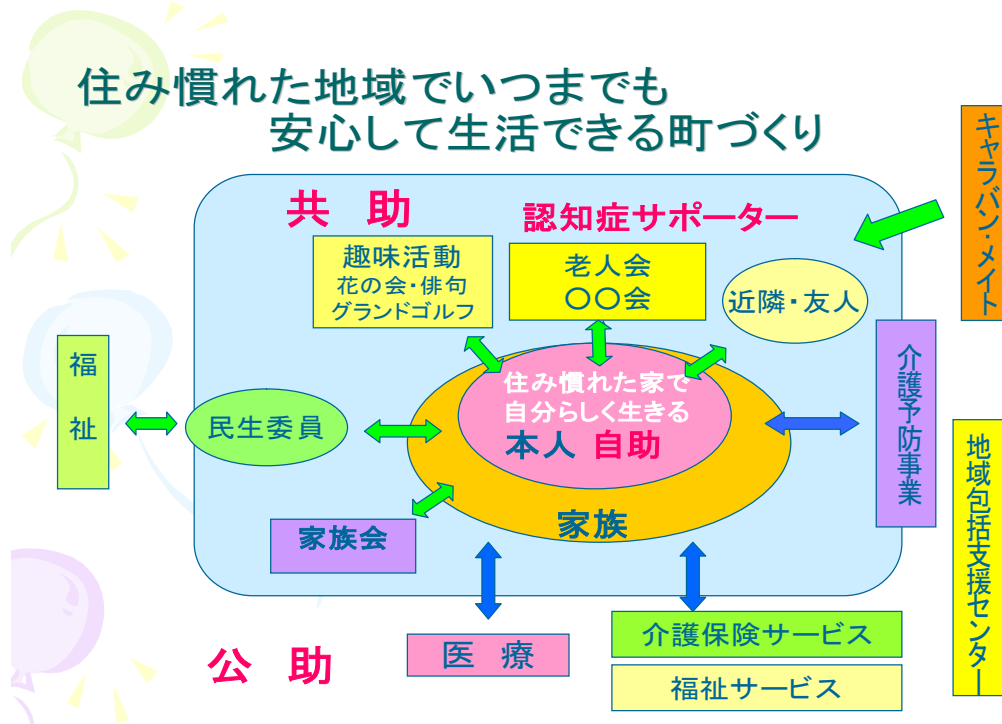 住み慣れた地域でいつまでも
安心して生活できる町づくり
キャラバン・メイト
共　助
認知症サポーター
趣味活動
花の会・俳句
グランドゴルフ
老人会
〇〇会
近隣・友人
福
祉
民生委員
住み慣れた家で
自分らしく生きる
本人 自助
家族
家族会
介護予防事業
地域包括支援センター
公　助
医　療
介護保険サービス
福祉サービス